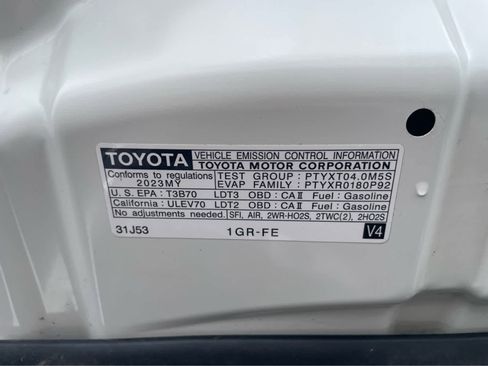 TOYOTA VEHICLE EMISSION CONTROL INFORMATION
TOYOTA MOTOR CORPORATION
Conforms to regulations TEST GROUP : PTYXT04.0M5S
2023MY EVAP FAMILY : PTYXR0180P92
U.S. EPA : T3B70 LDT3 OBD : CAⅡ Fuel : Gasoline
California : ULEV70 LDT2 OBD : CAⅡ Fuel : Gasoline
No adjustments needed. SFI, AIR, 2WR-HO2S, 2TWC(2), 2HO2S
31J53 1GR-FE V4